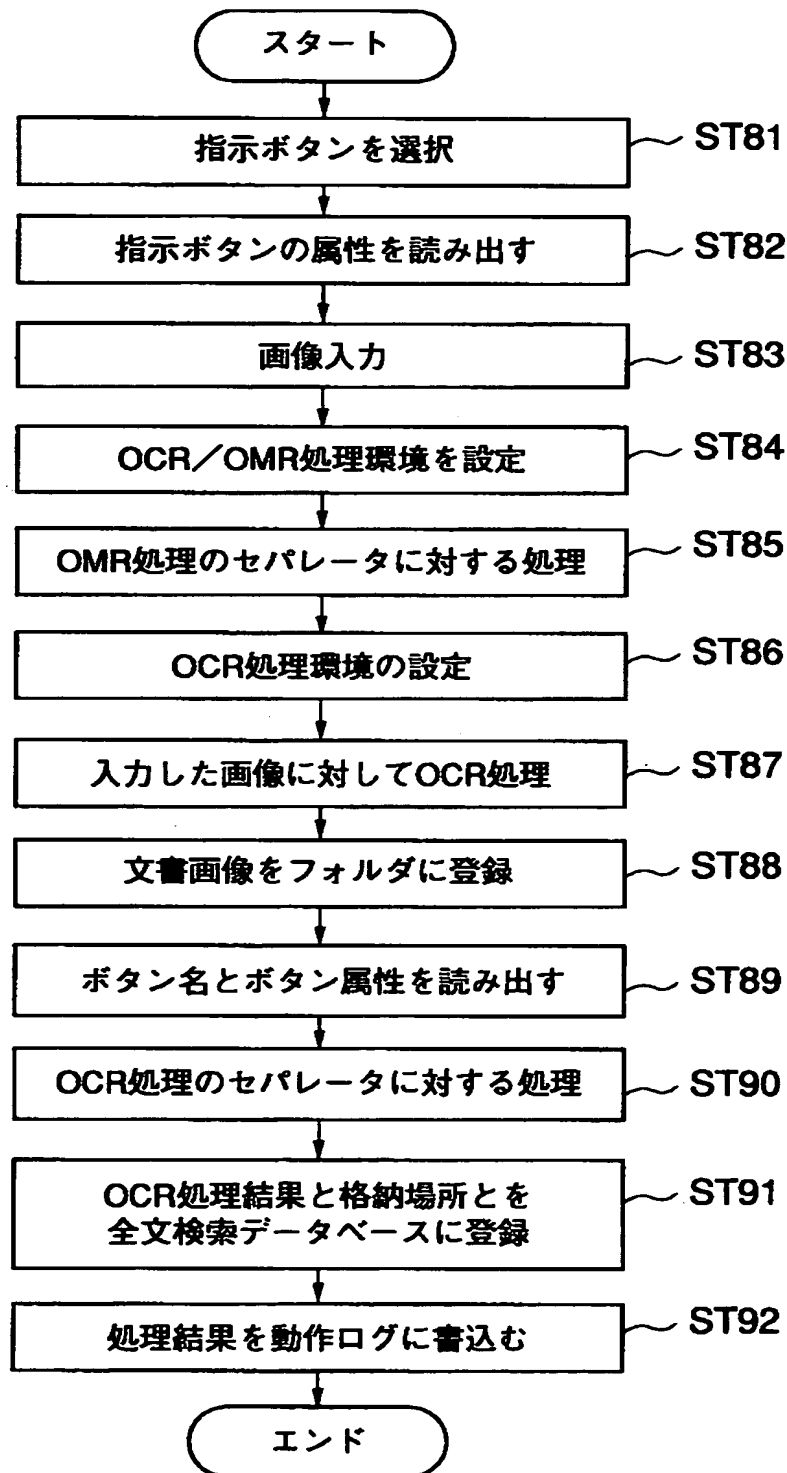 スタート
指示ボタンを選択 ST81
指示ボタンの属性を読み出す ST82
画像入力 ST83
OCR／OMR処理環境を設定 ST84
OMR処理のセパレータに対する処理 ST85
OCR処理環境の設定 ST86
入力した画像に対してOCR処理 ST87
文書画像をフォルダに登録 ST88
ボタン名とボタン属性を読み出す ST89
OCR処理のセパレータに対する処理 ST90
OCR処理結果と格納場所とを ST91
全文検索データベースに登録
処理結果を動作ログに書込む ST92
エンド